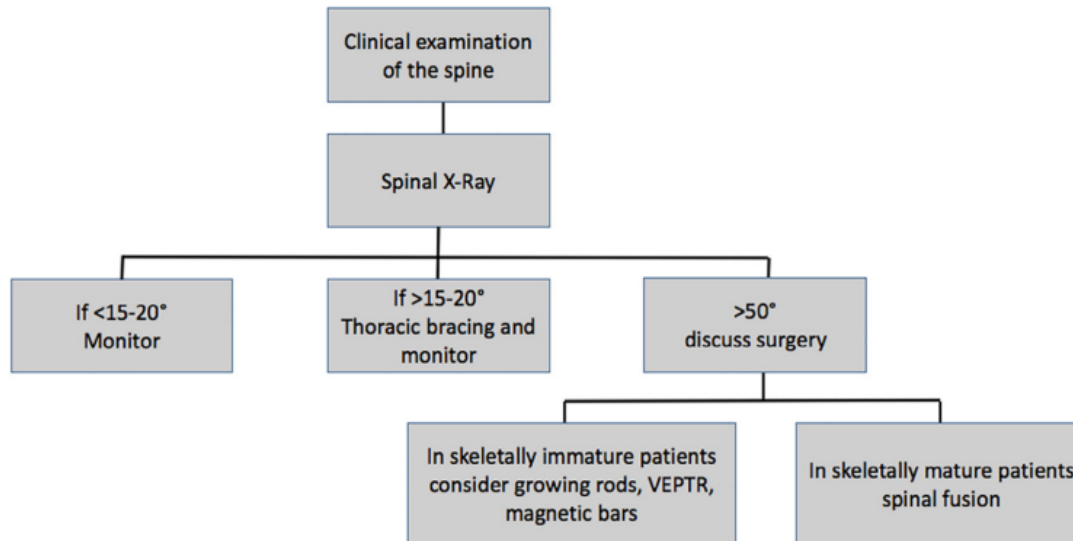 Clinical examination
of the spine
Spinal X-Ray
If <15-20°
Monitor
If >15-20°
Thoracic bracing and
monitor
>50°
discuss surgery
In skeletally immature patients
consider growing rods, VEPTR,
magnetic bars
In skeletally mature patients
spinal fusion